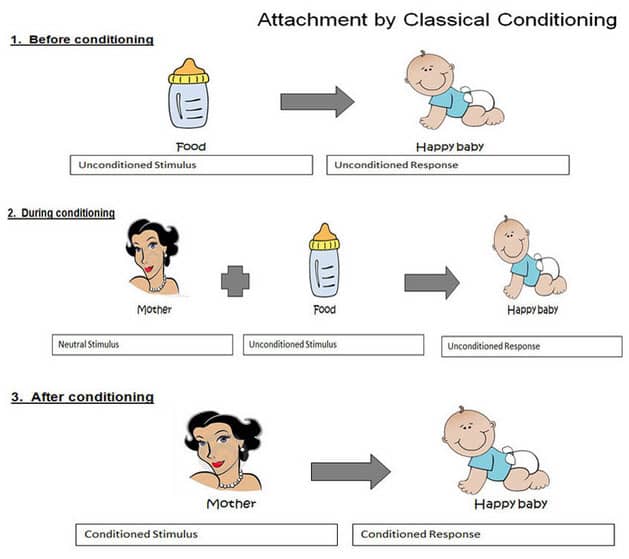 Attachment by Classical Conditioning
1. Before conditioning
Food
Happy baby
Unconditioned Stimulus
Unconditioned Response
2. During conditioning
Mother
Food
Happy baby
Neutral Stimulus
Unconditioned Stimulus
Unconditioned Response
3. After conditioning
Mother
Happy baby
Conditioned Stimulus
Conditioned Response